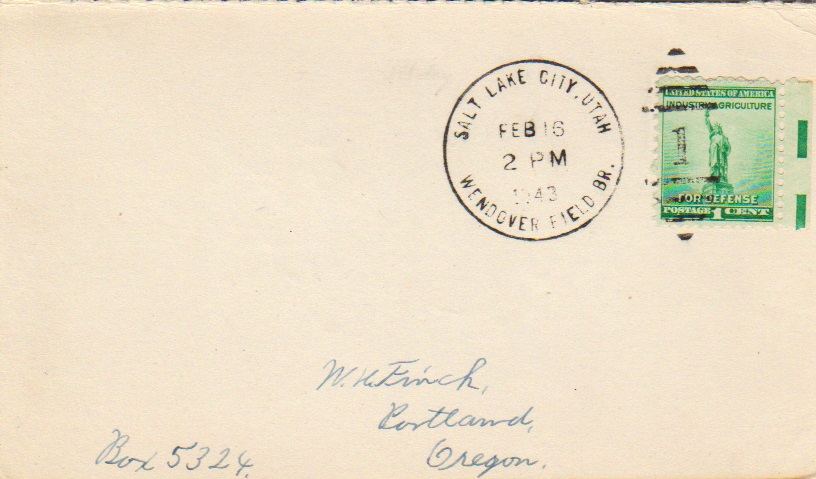 SALT LAKE CITY, UTAH
FEB 16
2 PM
1943
WENDOVER FIELD BR.
UNITED STATES OF AMERICA
INDUSTRY AGRICULTURE
FOR DEFENSE
POSTAGE 1 CENT
W. H. Finch,
Portland,
Box 5324.
Oregon.